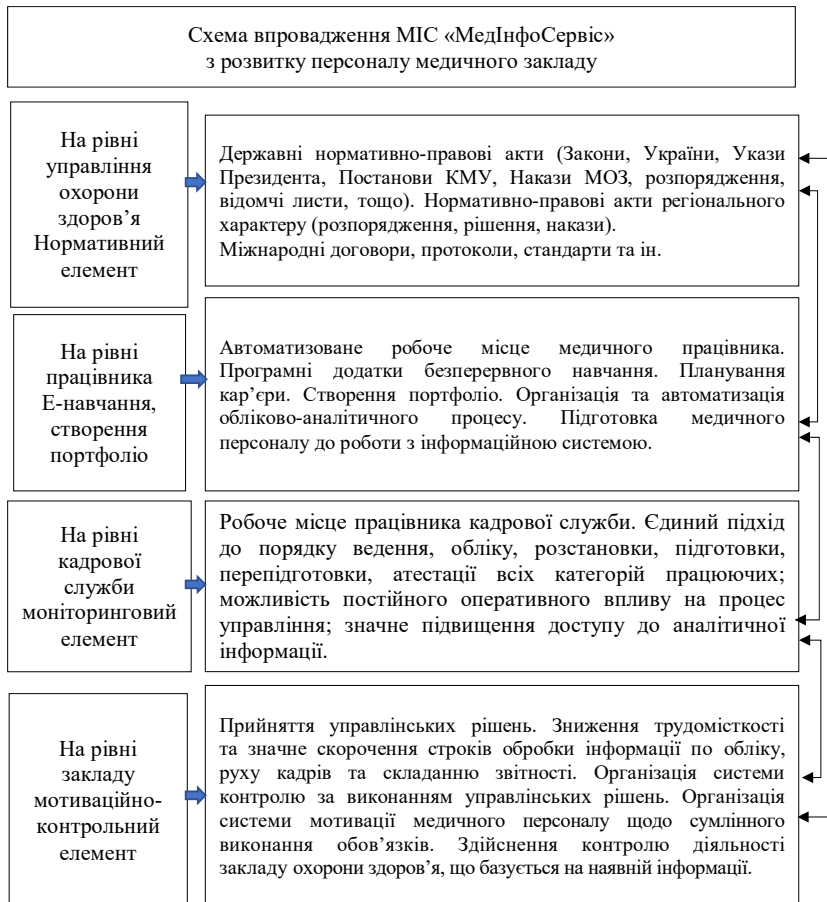 Схема впровадження МІС «МедІнфоСервіс»
з розвитку персоналу медичного закладу
На рівні
управління
охорони
здоров’я
Нормативний
елемент
Державні нормативно-правові акти (Закони, України, Укази
Президента, Постанови КМУ, Накази МОЗ, розпорядження,
відомчі листи, тощо). Нормативно-правові акти регіонального
характеру (розпорядження, рішення, накази).
Міжнародні договори, протоколи, стандарти та ін.
На рівні
працівника
Е-навчання,
створення
портфоліо
Автоматизоване робоче місце медичного працівника.
Програмні додатки безперервного навчання. Планування
кар’єри. Створення портфоліо. Організація та автоматизація
обліково-аналітичного процесу. Підготовка медичного
персоналу до роботи з інформаційною системою.
На рівні
кадрової
служби
моніторинговий
елемент
Робоче місце працівника кадрової служби. Єдиний підхід
до порядку ведення, обліку, розстановки, підготовки,
перепідготовки, атестації всіх категорій працюючих;
можливість постійного оперативного впливу на процес
управління; значне підвищення доступу до аналітичної
інформації.
На рівні
закладу
мотиваційно-
контрольний
елемент
Прийняття управлінських рішень. Зниження трудомісткості
та значне скорочення строків обробки інформації по обліку,
руху кадрів та складанню звітності. Організація системи
контролю за виконанням управлінських рішень. Організація
системи мотивації медичного персоналу щодо сумлінного
виконання обов’язків. Здійснення контролю діяльності
закладу охорони здоров’я, що базується на наявній інформації.